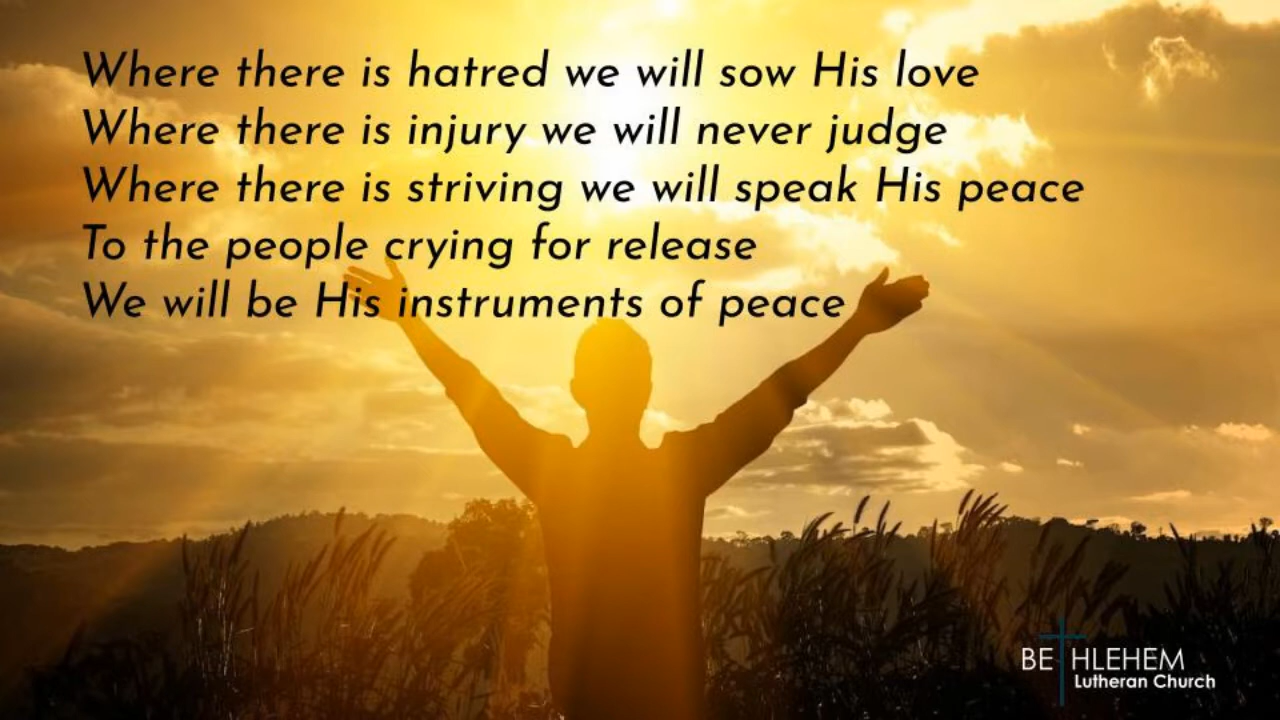 Where there is hatred we will sow His love
Where there is injury we will never judge
Where there is striving we will speak His peace
To the people crying for release
We will be His instruments of peace
BETHLEHEM
Lutheran Church